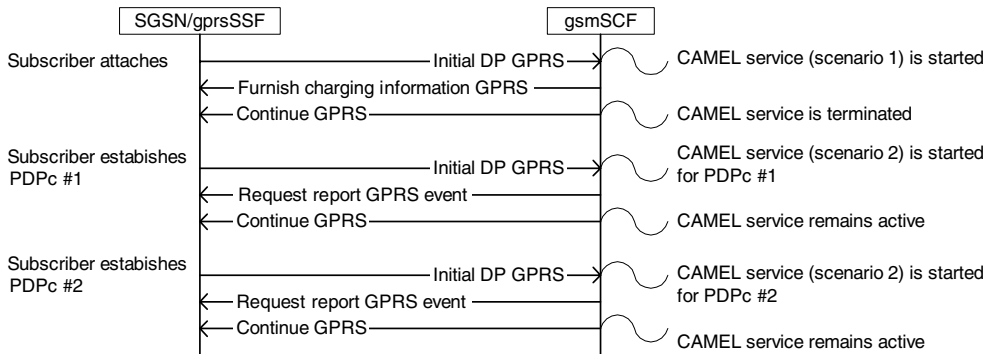 SGSN/gprsSSF
gsmSCF
Subscriber attaches
Initial DP GPRS
CAMEL service (scenario 1) is started
Furnish charging information GPRS
Continue GPRS
CAMEL service is terminated
Subscriber estabishes
PDPc #1
Initial DP GPRS
CAMEL service (scenario 2) is started
for PDPc #1
Request report GPRS event
Continue GPRS
CAMEL service remains active
Subscriber estabishes
PDPc #2
Initial DP GPRS
CAMEL service (scenario 2) is started
for PDPc #2
Request report GPRS event
Continue GPRS
CAMEL service remains active